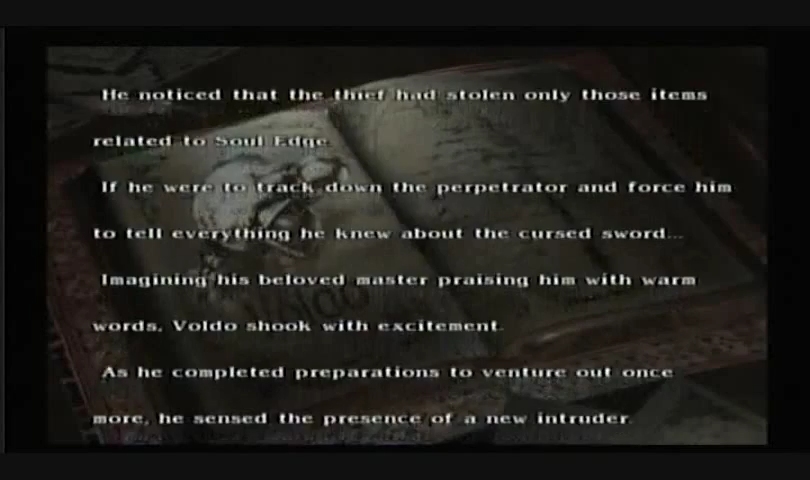 He noticed that the thief had stolen only those items
related to Soul Edge.
If he were to track down the perpetrator and force him
to tell everything he knew about the cursed sword...
Imagining his beloved master praising him with warm
words, Voldo shook with excitement.
As he completed preparations to venture out once
more, he sensed the presence of a new intruder.
Voldo